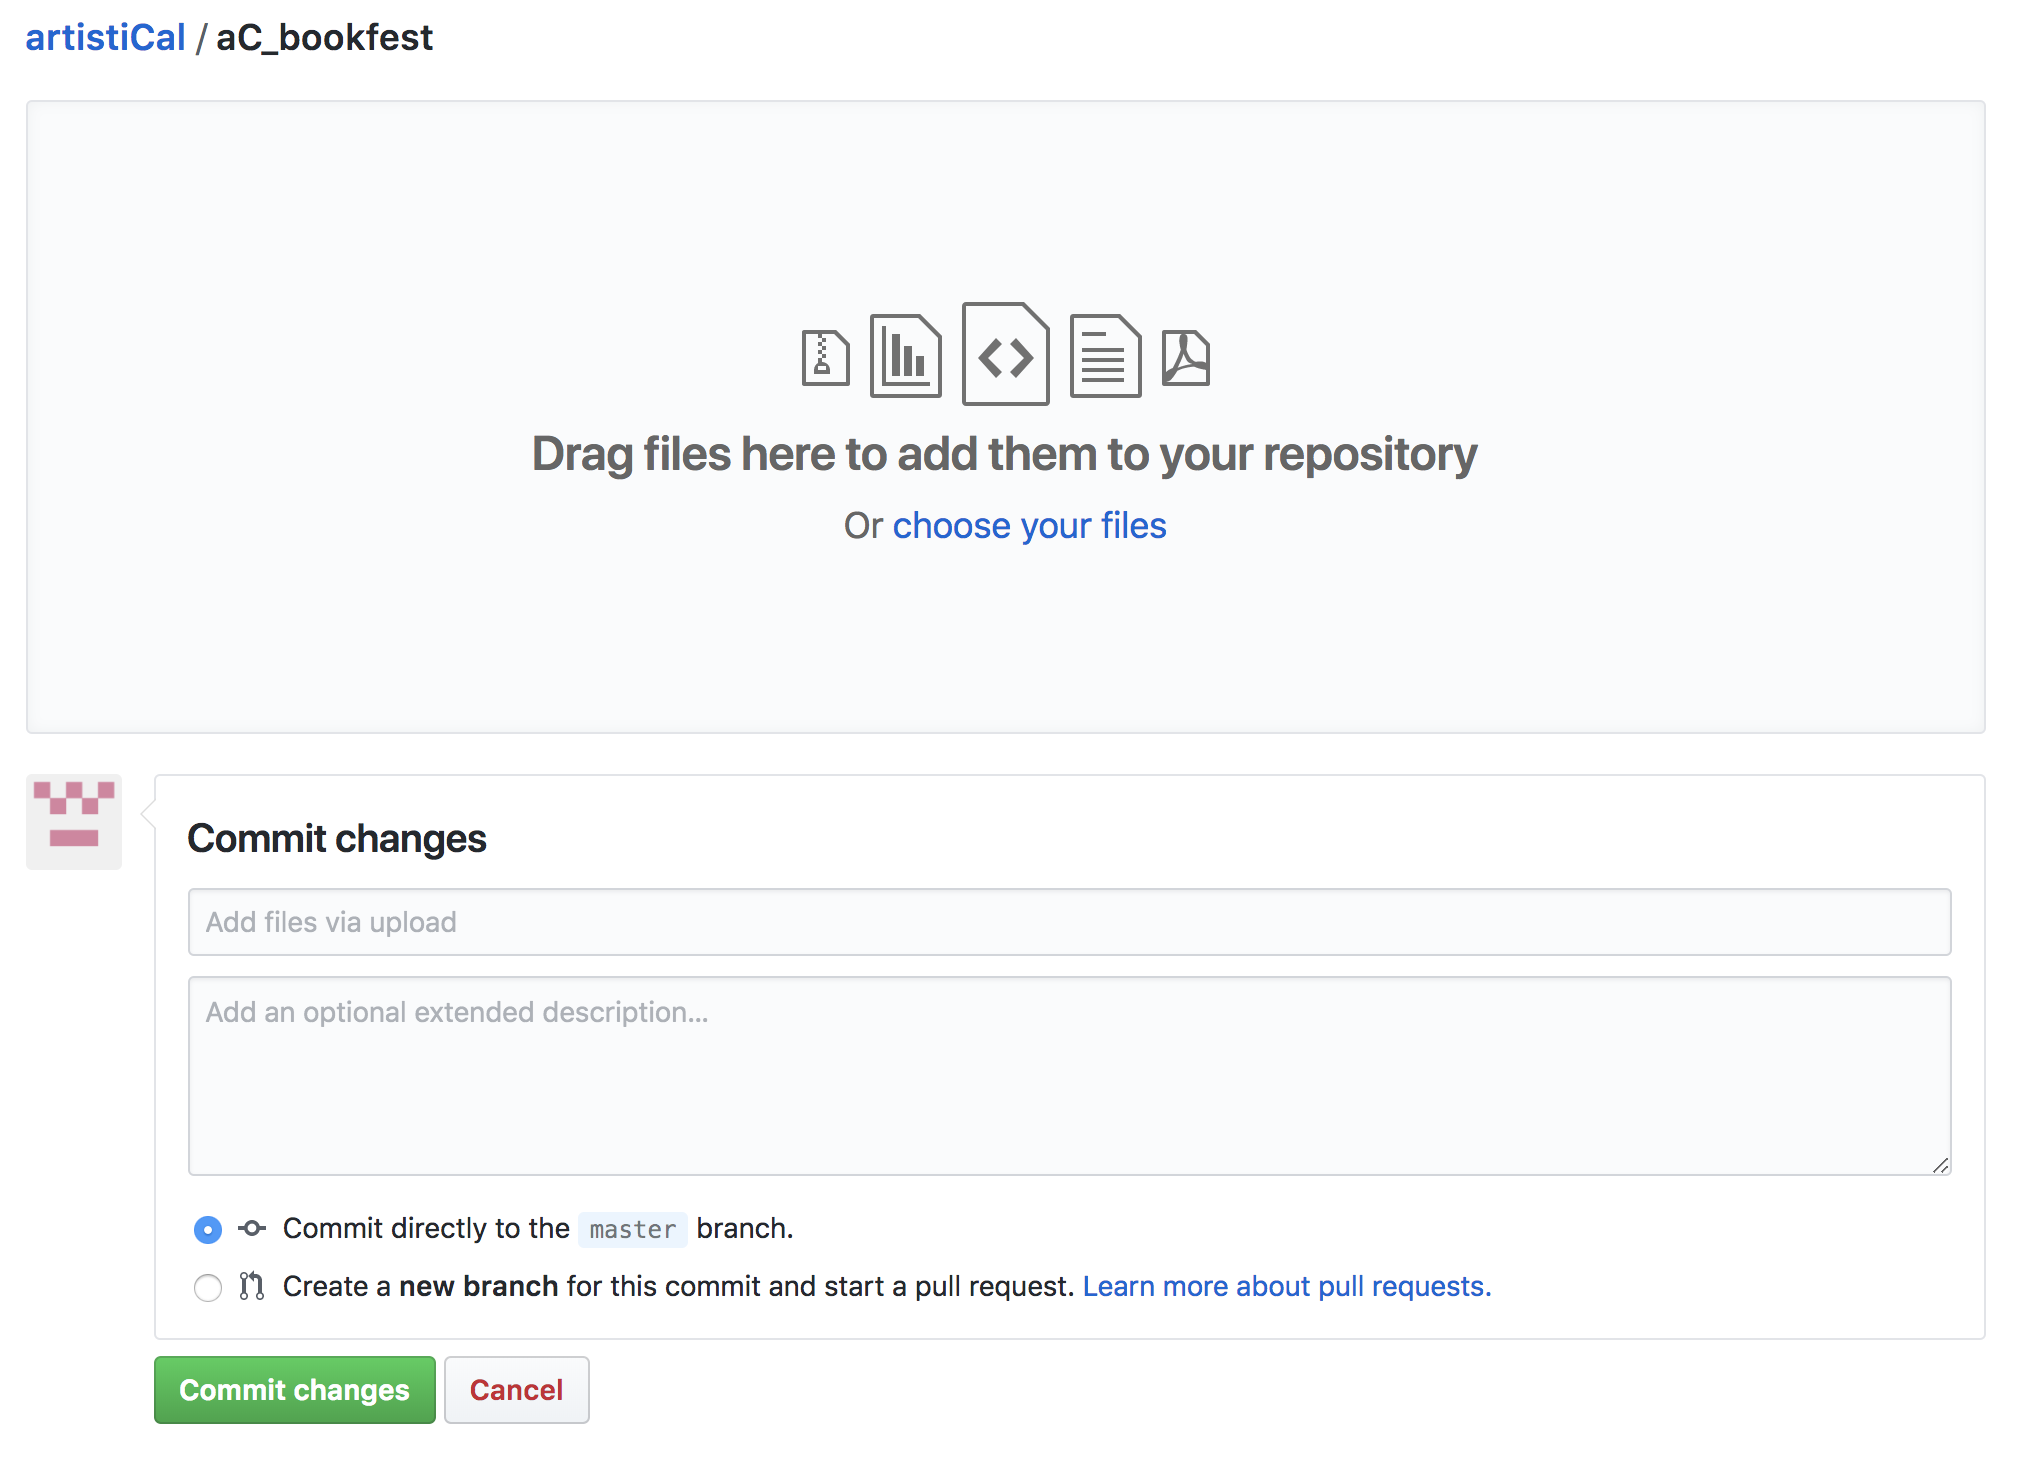 artistiCal / aC_bookfest
Drag files here to add them to your repository
Or choose your files
Commit changes
Add files via upload
Add an optional extended description...
Commit directly to the master branch.
Create a new branch for this commit and start a pull request. Learn more about pull requests.
Commit changes Cancel